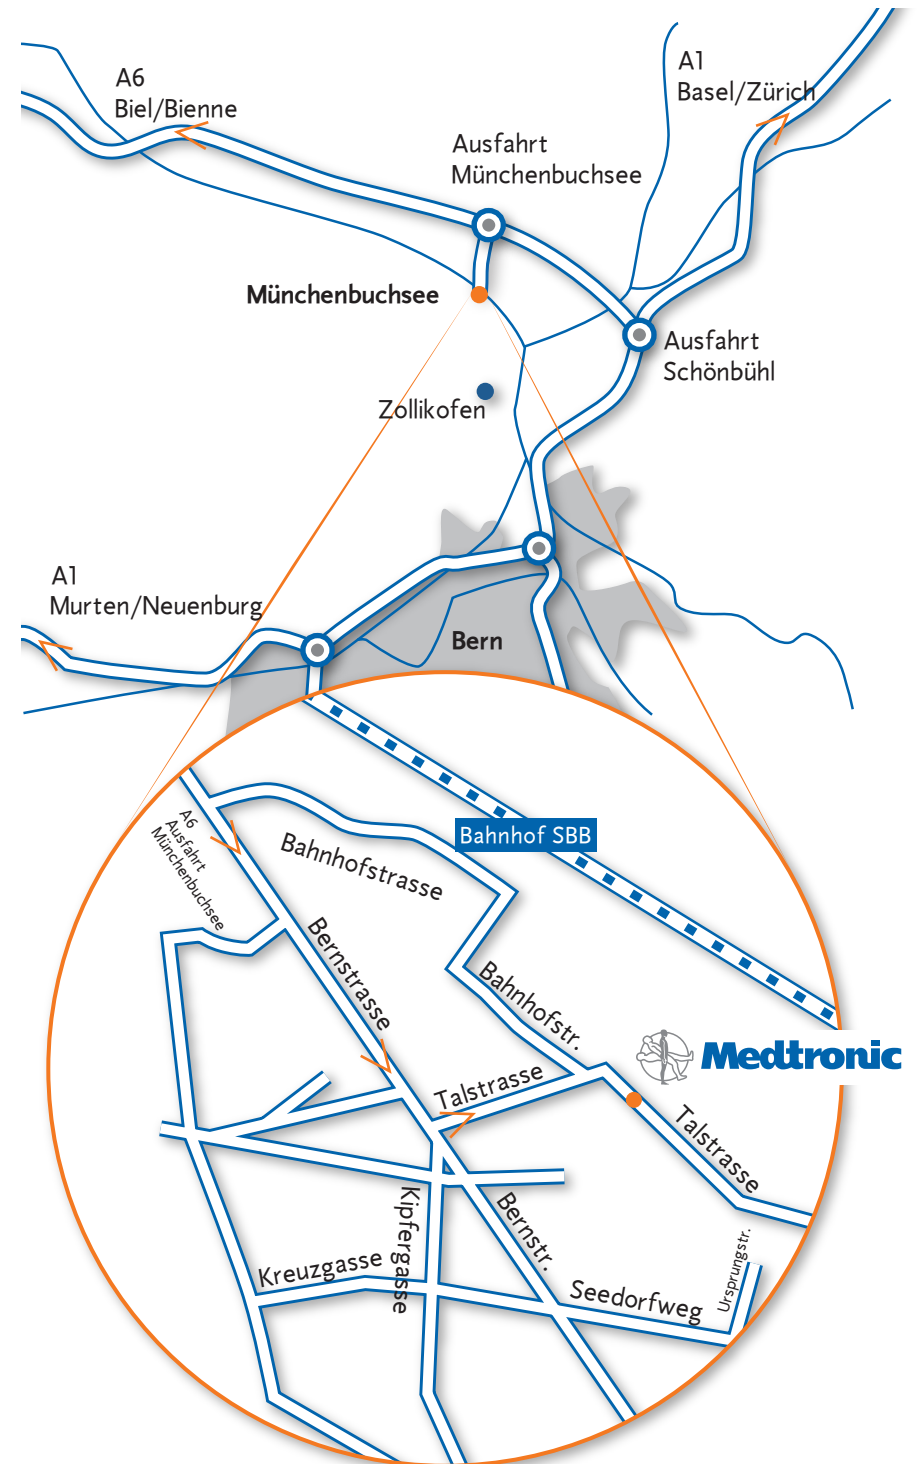 A6
Biel/Bienne
A1
Basel/Zürich
Ausfahrt
Münchenbuchsee
Münchenbuchsee
Ausfahrt
Schönbühl
Zollikofen
A1
Murten/Neuenburg
Bern
A6
Ausfahrt
Münchenbuchsee
Bahnhof SBB
Bahnhofstrasse
Bernstrasse
Bahnhofstr.
Medtronic
Talstrasse
Talstrasse
Kipfergasse
Bernstr.
Kreuzgasse
Seedorfweg
Ursprungstr.